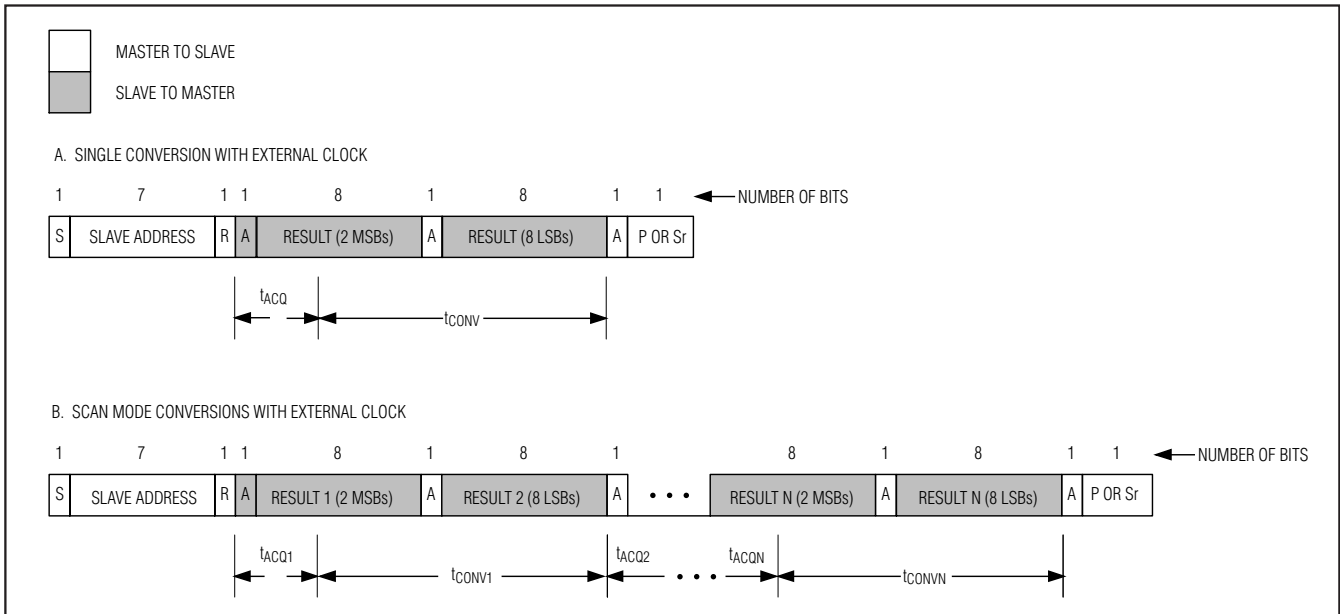 MASTER TO SLAVE
SLAVE TO MASTER
A. SINGLE CONVERSION WITH EXTERNAL CLOCK
1 7 1 1 8 1 8 1 1 NUMBER OF BITS
S SLAVE ADDRESS R A RESULT (2 MSBs) A RESULT (8 LSBs) A P OR Sr
tACQ
tCONV
B. SCAN MODE CONVERSIONS WITH EXTERNAL CLOCK
1 7 1 1 8 1 8 1 8 1 8 1 1 NUMBER OF BITS
S SLAVE ADDRESS R A RESULT 1 (2 MSBs) A RESULT 2 (8 LSBs) A • • • RESULT N (2 MSBs) A RESULT N (8 LSBs) A P OR Sr
tACQ1 tACQ2 tACQN
tCONV1 • • • tCONVN